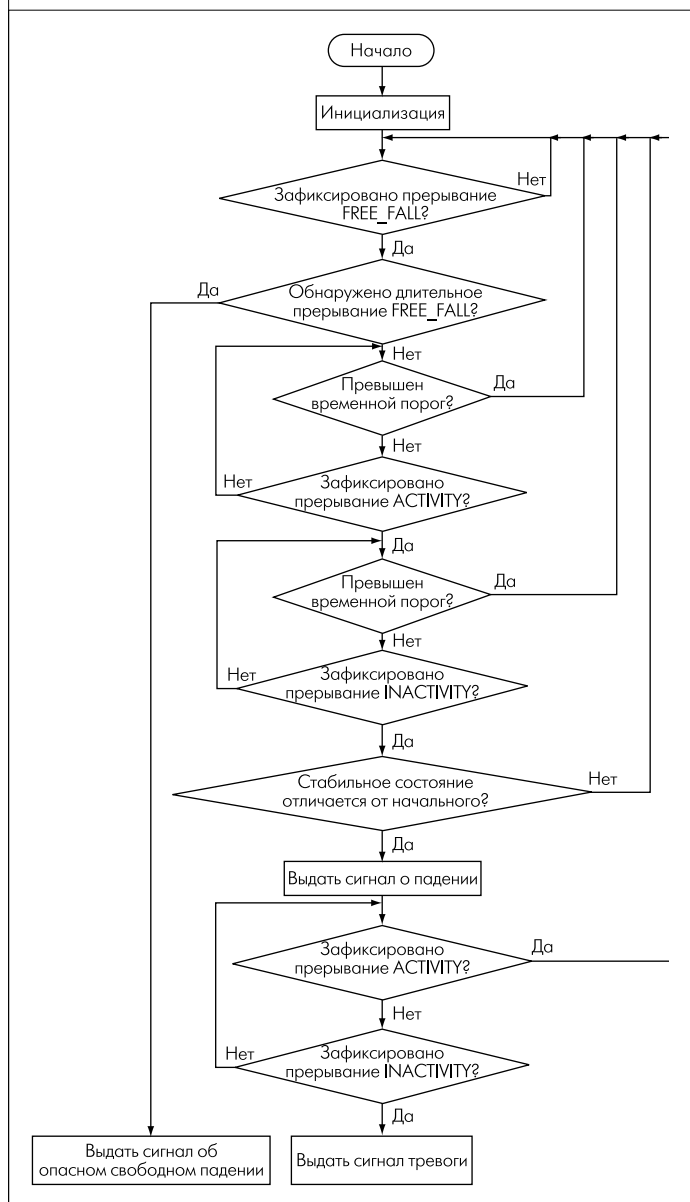 Начало
Инициализация
Нет
Зафиксировано прерывание
FREE_FALL?
Да
Да
Обнаружено длительное
прерывание FREE_FALL?
Нет
Превышен
временной порог?
Да
Нет
Нет
Зафиксировано
прерывание ACTIVITY?
Да
Превышен
временной порог?
Да
Нет
Нет
Зафиксировано
прерывание INACTIVITY?
Да
Стабильное состояние
отличается от начального?
Нет
Да
Выдать сигнал о падении
Зафиксировано
прерывание ACTIVITY?
Да
Нет
Нет
Зафиксировано
прерывание INACTIVITY?
Да
Выдать сигнал об
опасном свободном падении
Выдать сигнал тревоги